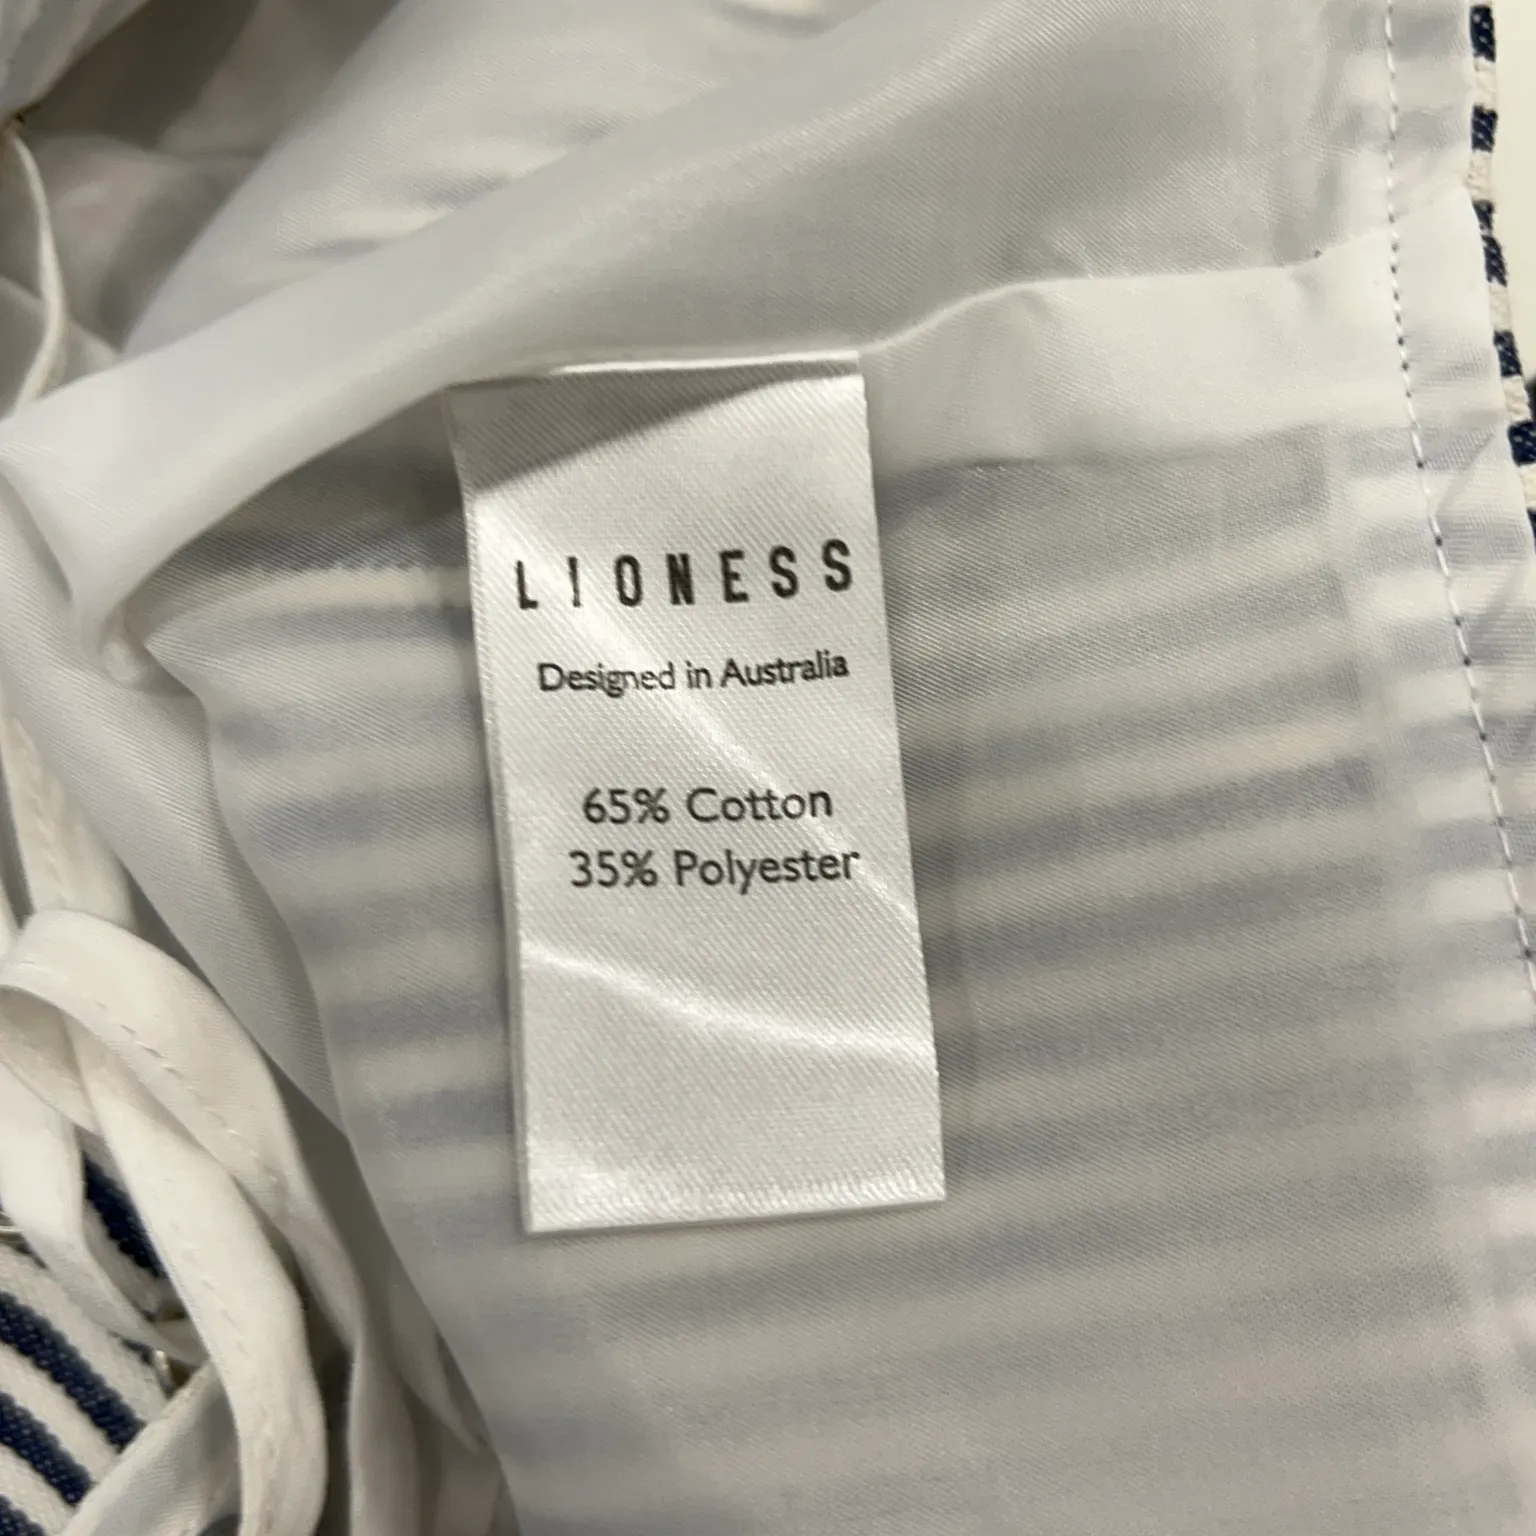 LIONESS
Designed in Australia
65% Cotton
35% Polyester